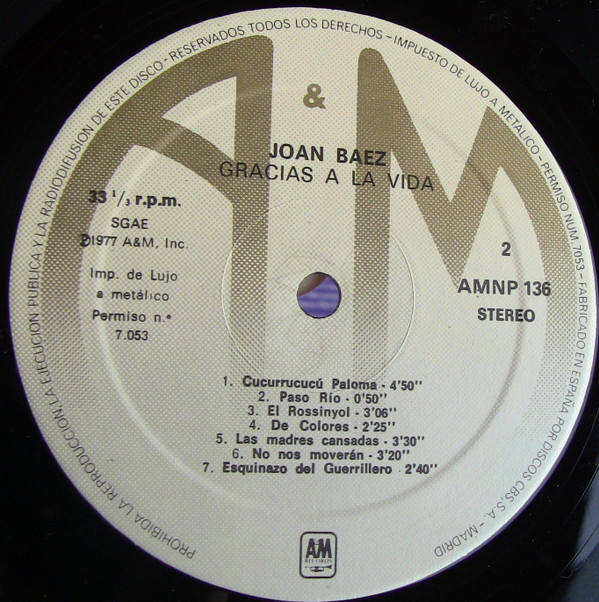 PROHIBIDA LA REPRODUCCION, LA EJECUCION PUBLICA Y LA RADIODIFUSION DE ESTE DISCO - RESERVADOS TODOS LOS DERECHOS - IMPUESTO DE LUJO A METALICO - PERMISO NUM. 7053 - FABRICADO EN ESPAÑA POR DISCOS CBS, S.A. - MADRID
A & M
JOAN BAEZ
GRACIAS A LA VIDA
33 1/3 r.p.m.
SGAE
℗1977 A&M, Inc.
Imp. de Lujo
a metálico
Permiso n.º
7.053
2
AMNP 136
STEREO
1. Cucurrucucú Paloma - 4'50''
2. Paso Río - 0'50''
3. El Rossinyol - 3'06''
4. De Colores - 2'25''
5. Las madres cansadas - 3'30''
6. No nos moverán - 3'20''
7. Esquinazo del Guerrillero 2'40''
A&M
RECORDS